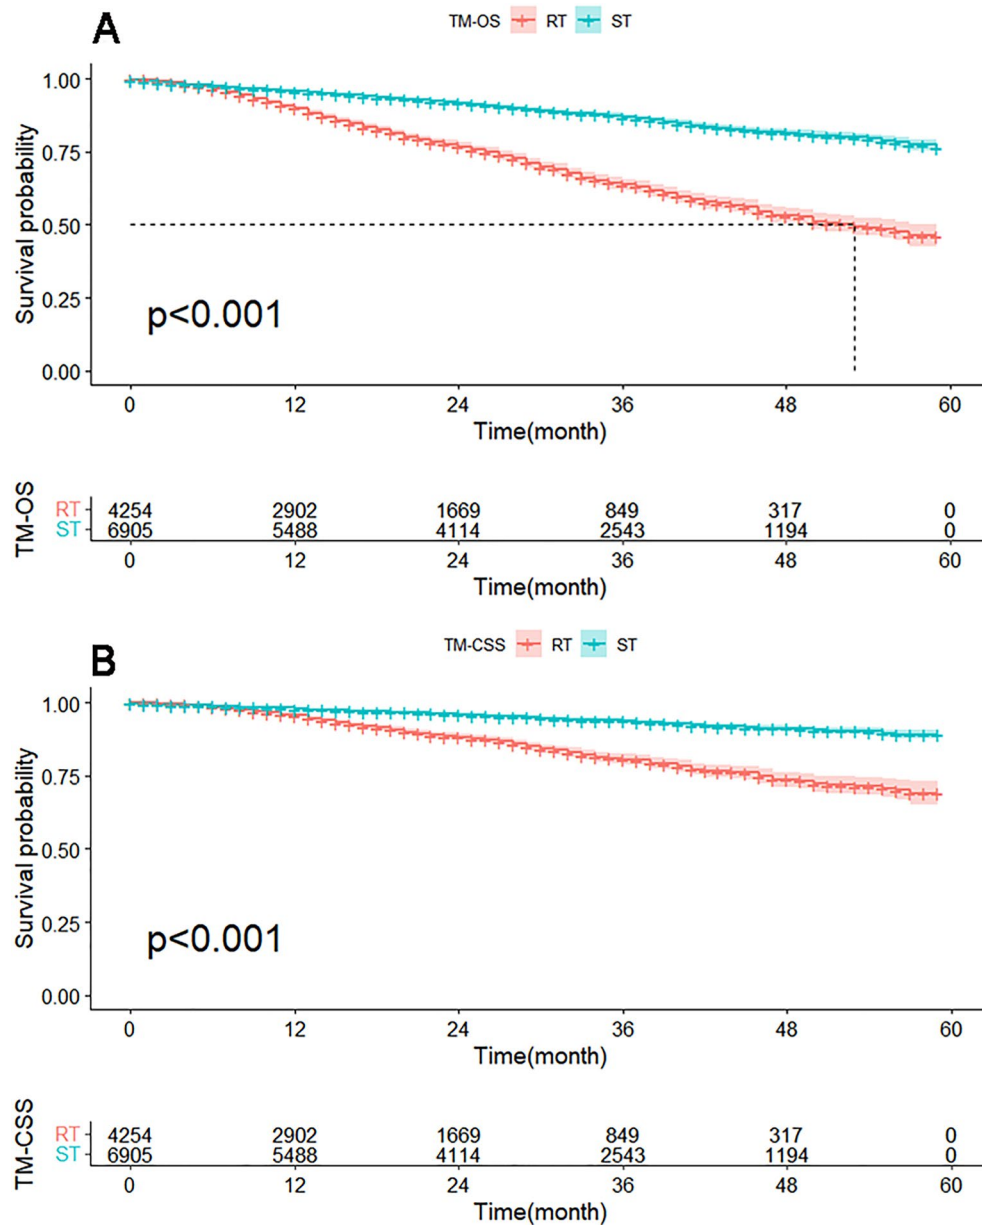 A
TM-OS RT ST
1.00
0.75
0.50
0.25
0.00
Survival probability
p<0.001
0 12 24 36 48 60
Time(month)
TM-OS
RT 4254 2902 1669 849 317 0
ST 6905 5488 4114 2543 1194 0
0 12 24 36 48 60
Time(month)
B
TM-CSS RT ST
1.00
0.75
0.50
0.25
0.00
Survival probability
p<0.001
0 12 24 36 48 60
Time(month)
TM-CSS
RT 4254 2902 1669 849 317 0
ST 6905 5488 4114 2543 1194 0
0 12 24 36 48 60
Time(month)